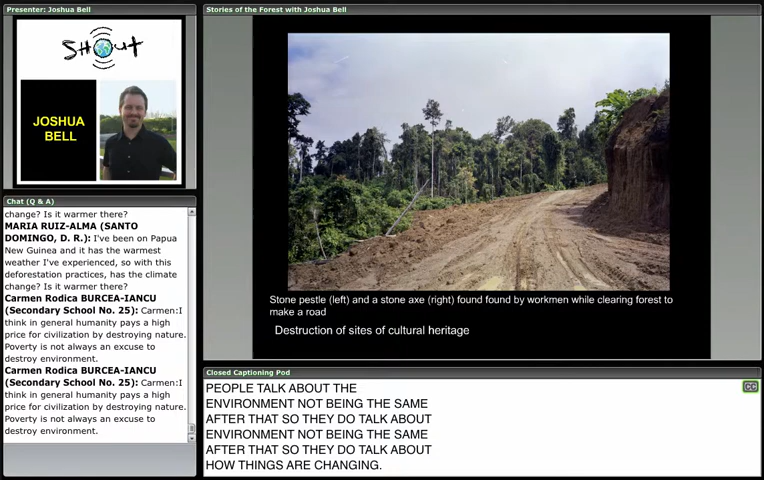 Presenter: Joshua Bell
SHOUT
JOSHUA
BELL
Chat (Q & A)
change? Is it warmer there?
MARIA RUIZ-ALMA (SANTO
DOMINGO, D. R.): I've been on Papua
New Guinea and it has the warmest
weather I've experienced, so with this
deforestation practices, has the climate
change? Is it warmer there?
Carmen Rodica BURCEA-IANCU
(Secondary School No. 25): Carmen:I
think in general humanity pays a high
price for civilization by destroying nature.
Poverty is not always an excuse to
destroy environment.
Carmen Rodica BURCEA-IANCU
(Secondary School No. 25): Carmen:I
think in general humanity pays a high
price for civilization by destroying nature.
Poverty is not always an excuse to
destroy environment.
Stories of the Forest with Joshua Bell
Stone pestle (left) and a stone axe (right) found found by workmen while clearing forest to
make a road
Destruction of sites of cultural heritage
Closed Captioning Pod
CC
PEOPLE TALK ABOUT THE
ENVIRONMENT NOT BEING THE SAME
AFTER THAT SO THEY DO TALK ABOUT
ENVIRONMENT NOT BEING THE SAME
AFTER THAT SO THEY DO TALK ABOUT
HOW THINGS ARE CHANGING.